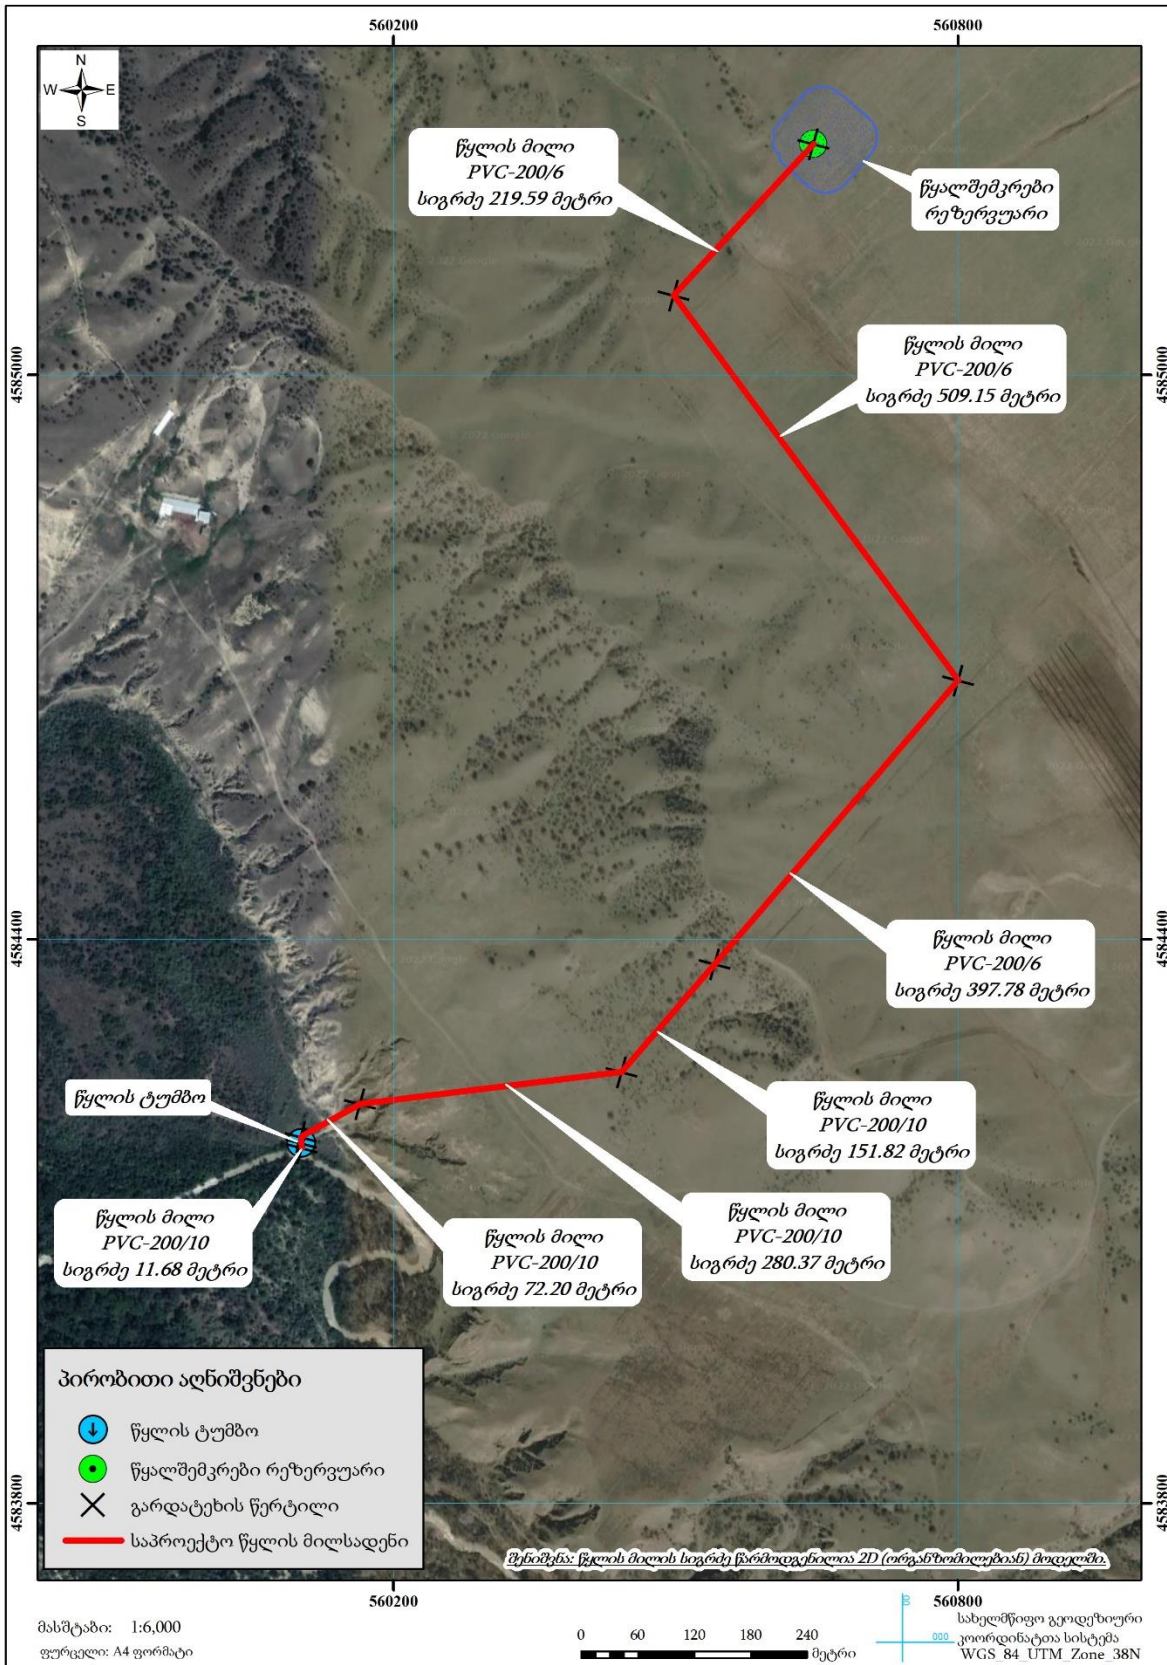 560200
560800
N
W E
S
წყლის მილი
PVC-200/6
სიგრძე 219.59 მეტრი
წყალშემკრები
რეზერვუარი
4585000
4585000
წყლის მილი
PVC-200/6
სიგრძე 509.15 მეტრი
4584400
4584400
წყლის მილი
PVC-200/6
სიგრძე 397.78 მეტრი
წყლის ტუმბო
წყლის მილი
PVC-200/10
სიგრძე 151.82 მეტრი
წყლის მილი
PVC-200/10
სიგრძე 11.68 მეტრი
წყლის მილი
PVC-200/10
სიგრძე 72.20 მეტრი
წყლის მილი
PVC-200/10
სიგრძე 280.37 მეტრი
პირობითი აღნიშვნები
წყლის ტუმბო
წყალშემკრები რეზერვუარი
გარდატეხის წერტილი
საპროექტო წყლის მილსადენი
4583800
4583800
შენიშვნა: წყლის მილის სიგრძე წარმოდგენილია 2D (ორგანზომილებიან) მოდელში.
560200
560800
მასშტაბი: 1:6,000
ფურცელი: A4 ფორმატი
0 60 120 180 240
მეტრი
00
000
სახელმწიფო გეოდეზიური
კოორდინატთა სისტემა
WGS_84_UTM_Zone_38N